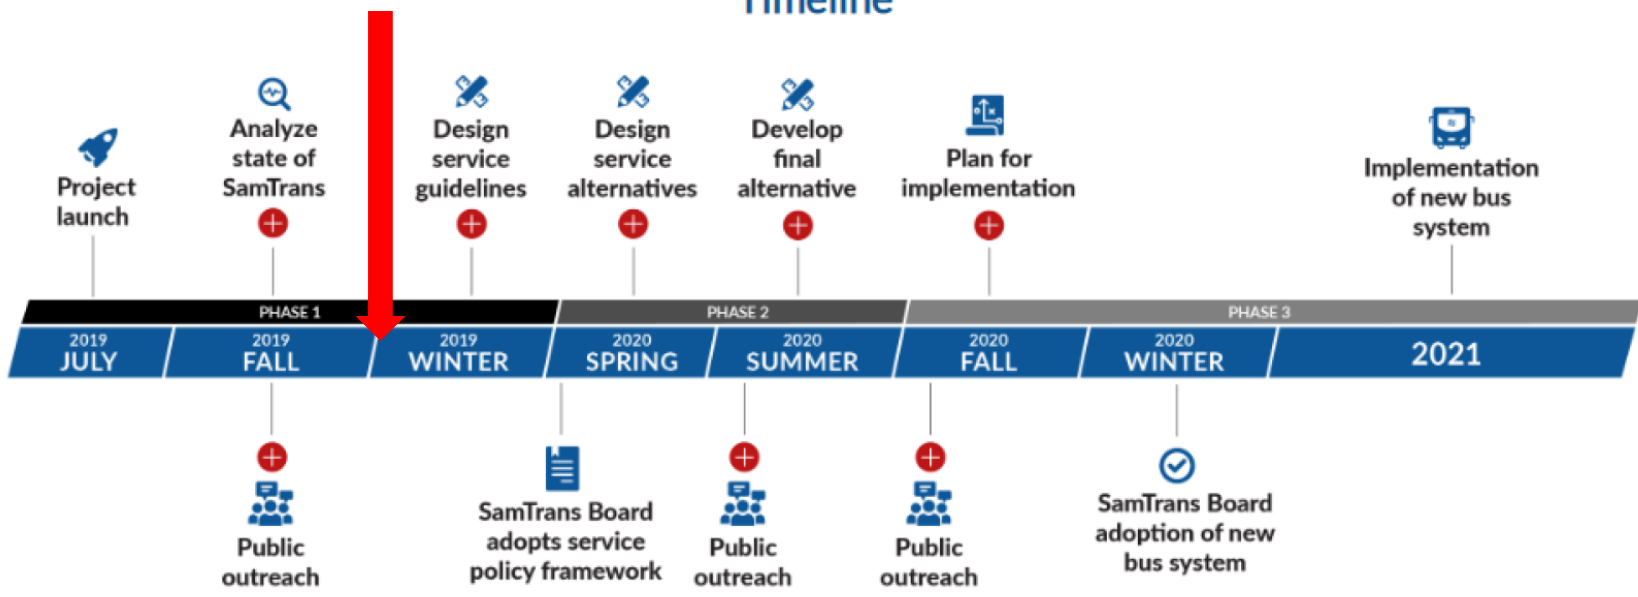 Timeline
Project
launch
Analyze
state of
SamTrans
Design
service
guidelines
Design
service
alternatives
Develop
final
alternative
Plan for
implementation
Implementation
of new bus
system
PHASE 1
PHASE 2
PHASE 3
2019
JULY
2019
FALL
2019
WINTER
2020
SPRING
2020
SUMMER
2020
FALL
2020
WINTER
2021
Public
outreach
SamTrans Board
adopts service
policy framework
Public
outreach
Public
outreach
SamTrans Board
adoption of new
bus system